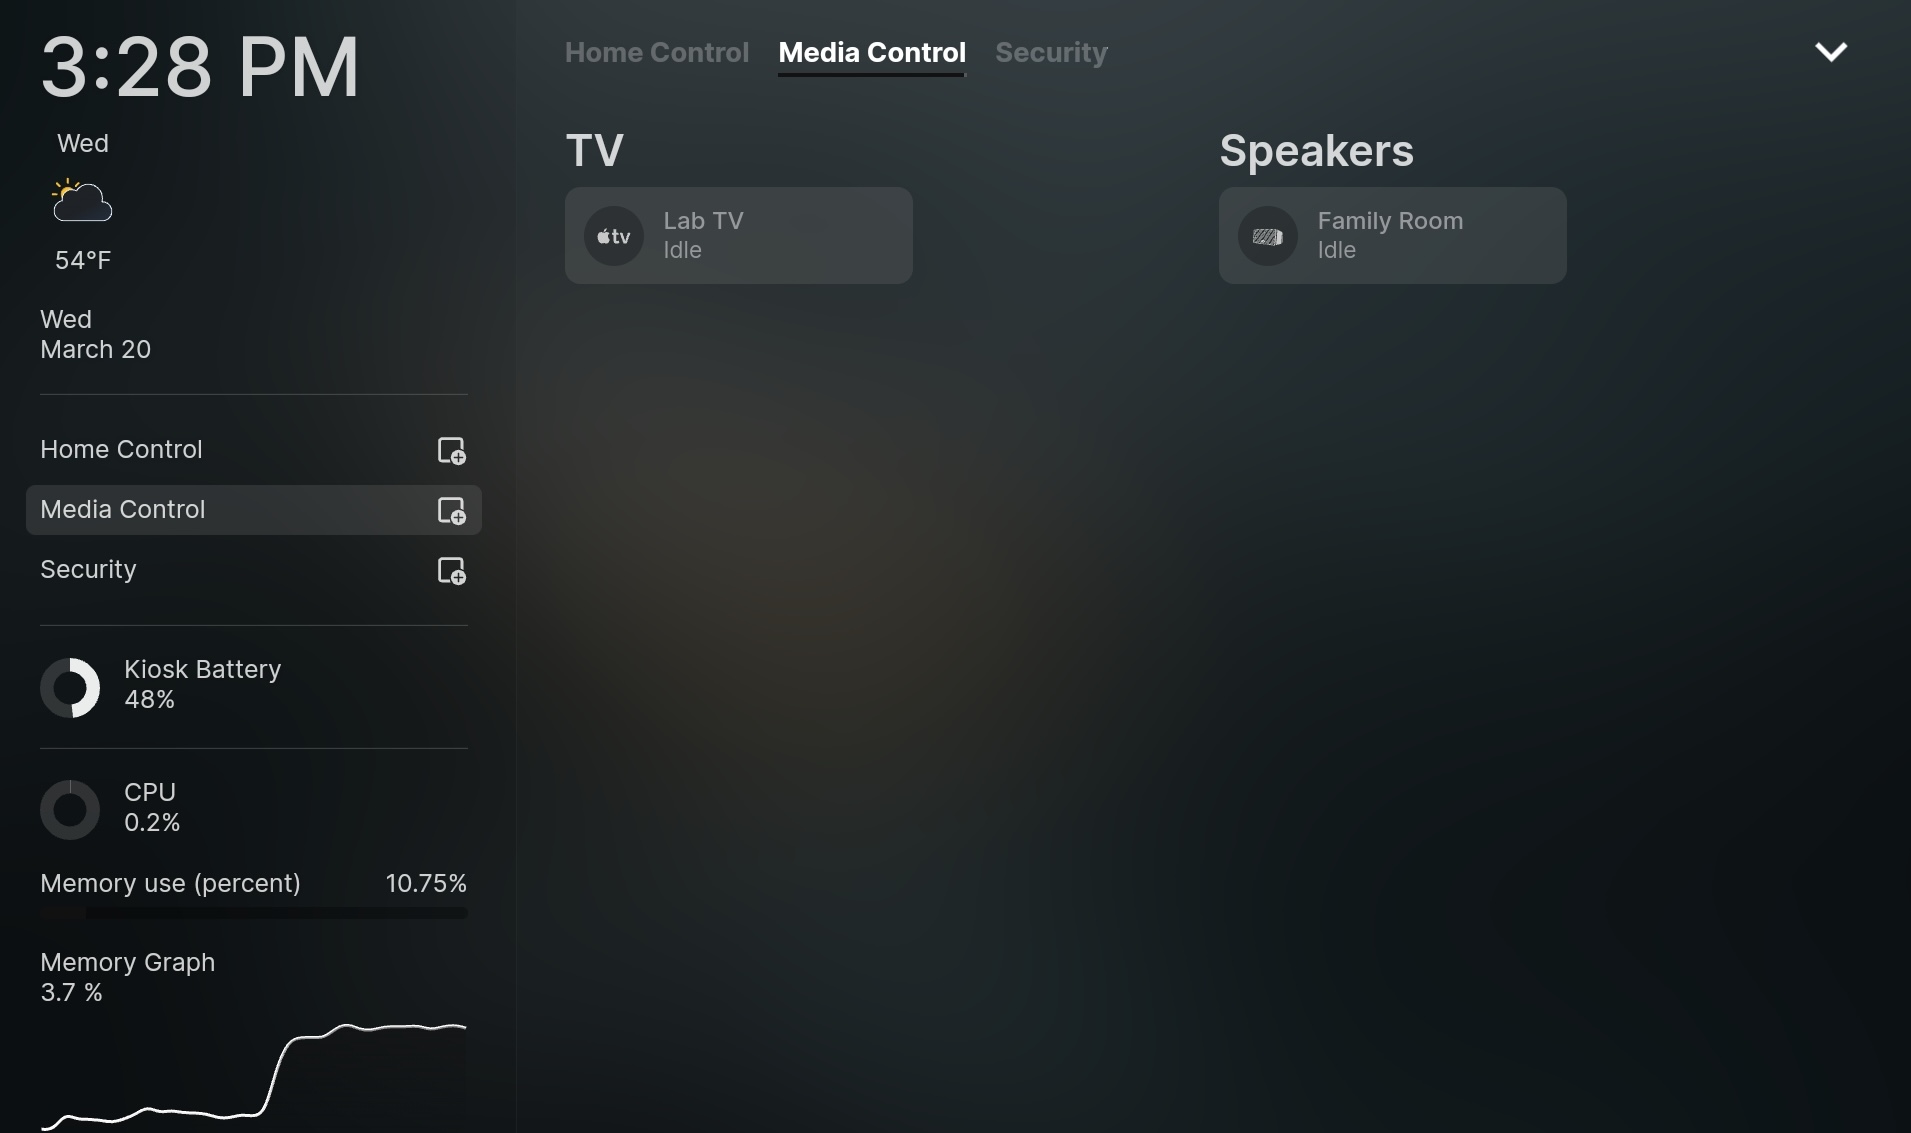 3:28 PM
Wed
54°F
Wed
March 20
Home Control
Media Control
Security
Kiosk Battery
48%
CPU
0.2%
Memory use (percent) 10.75%
Memory Graph
3.7 %
Home Control Media Control Security
TV
tv
Lab TV
Idle
Speakers
Family Room
Idle